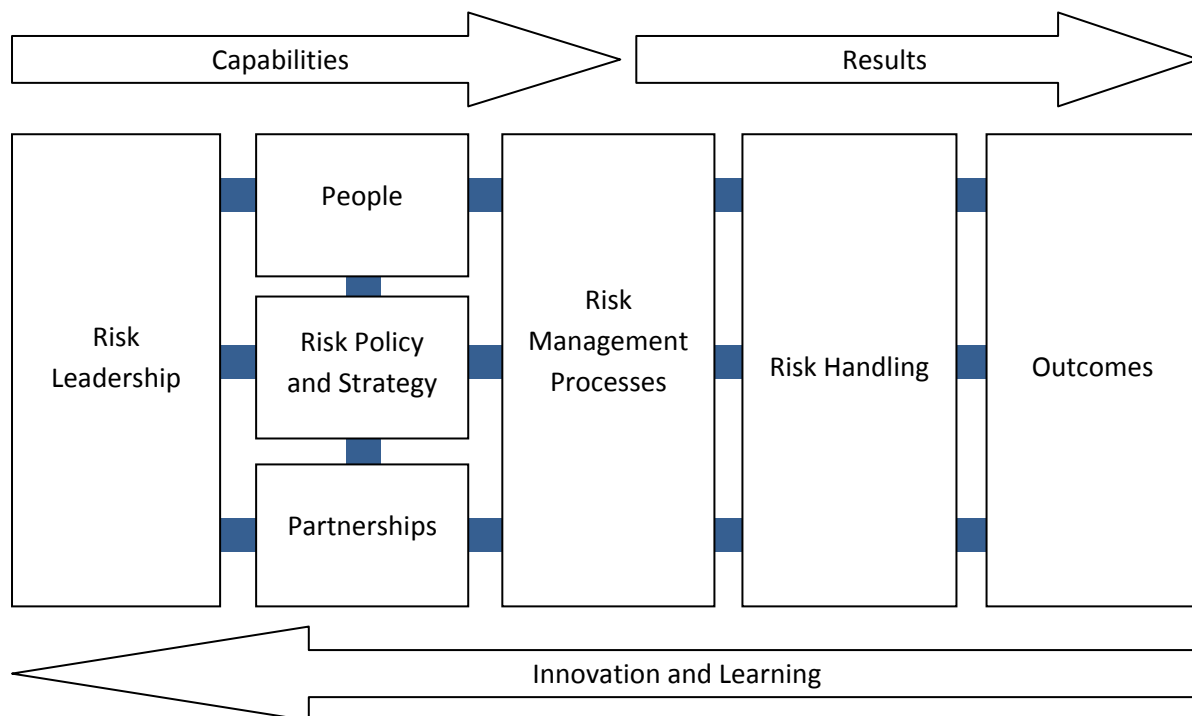 Capabilities
Results
Risk
Leadership
People
Risk Policy
and Strategy
Partnerships
Risk
Management
Processes
Risk Handling
Outcomes
Innovation and Learning